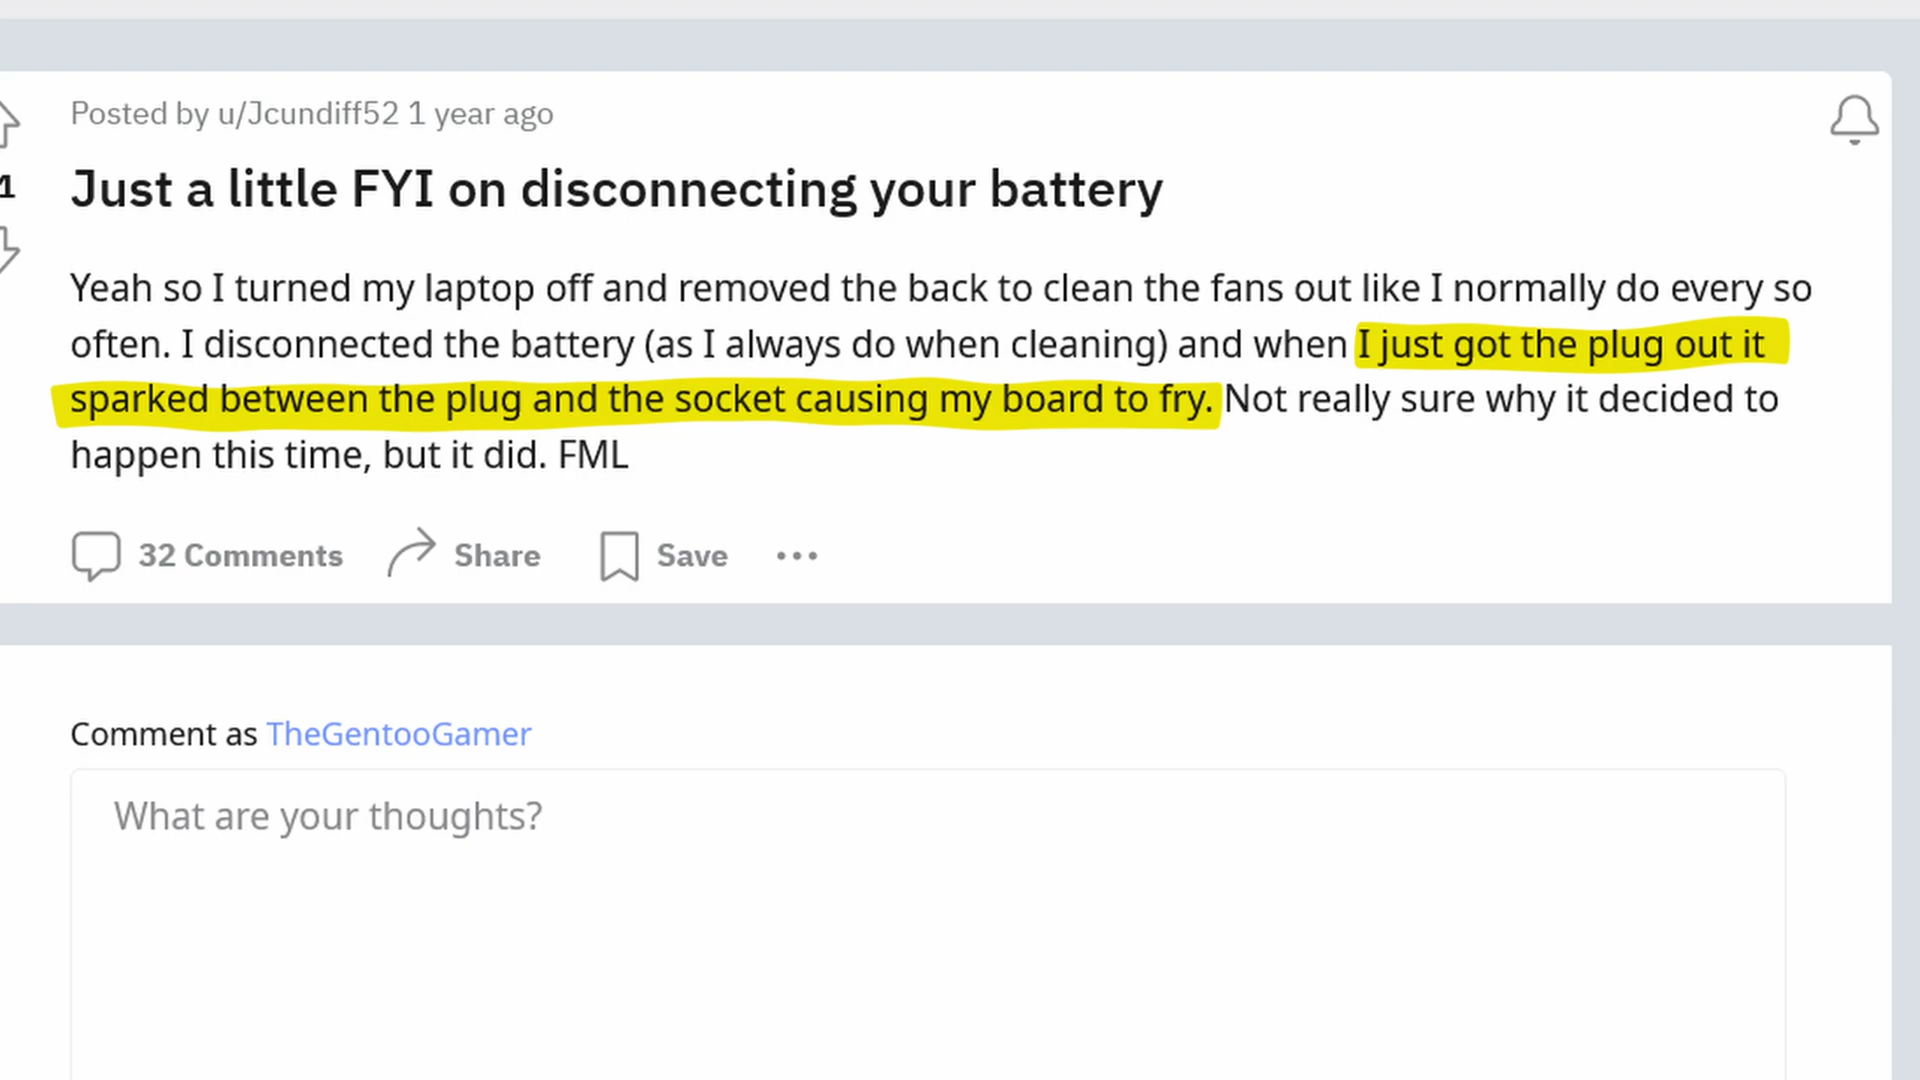 Posted by u/Jcundiff52 1 year ago
1
Just a little FYI on disconnecting your battery
Yeah so I turned my laptop off and removed the back to clean the fans out like I normally do every so
often. I disconnected the battery (as I always do when cleaning) and when I just got the plug out it
sparked between the plug and the socket causing my board to fry. Not really sure why it decided to
happen this time, but it did. FML
32 Comments Share Save
Comment as TheGentooGamer
What are your thoughts?